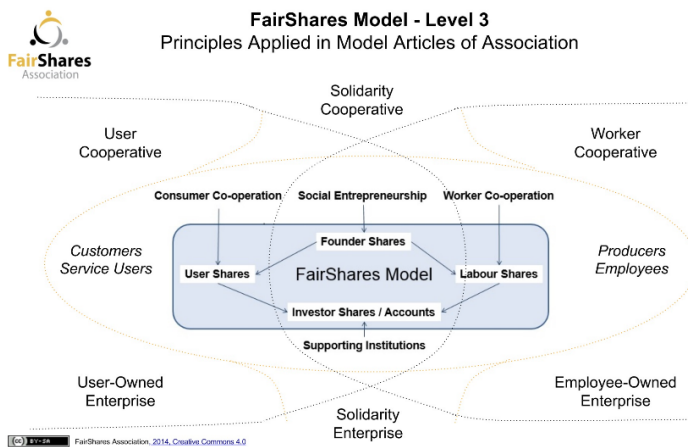 FairShares Model - Level 3
Principles Applied in Model Articles of Association
FairShares
Association
Solidarity
Cooperative
User
Cooperative
Worker
Cooperative
Consumer Co-operation
Social Entrepreneurship
Worker Co-operation
Founder Shares
Customers
Service Users
User Shares
FairShares Model
Labour Shares
Producers
Employees
Investor Shares / Accounts
Supporting Institutions
User-Owned
Enterprise
Solidarity
Enterprise
Employee-Owned
Enterprise
cc BY-SA FairShares Association, 2014, Creative Commons 4.0